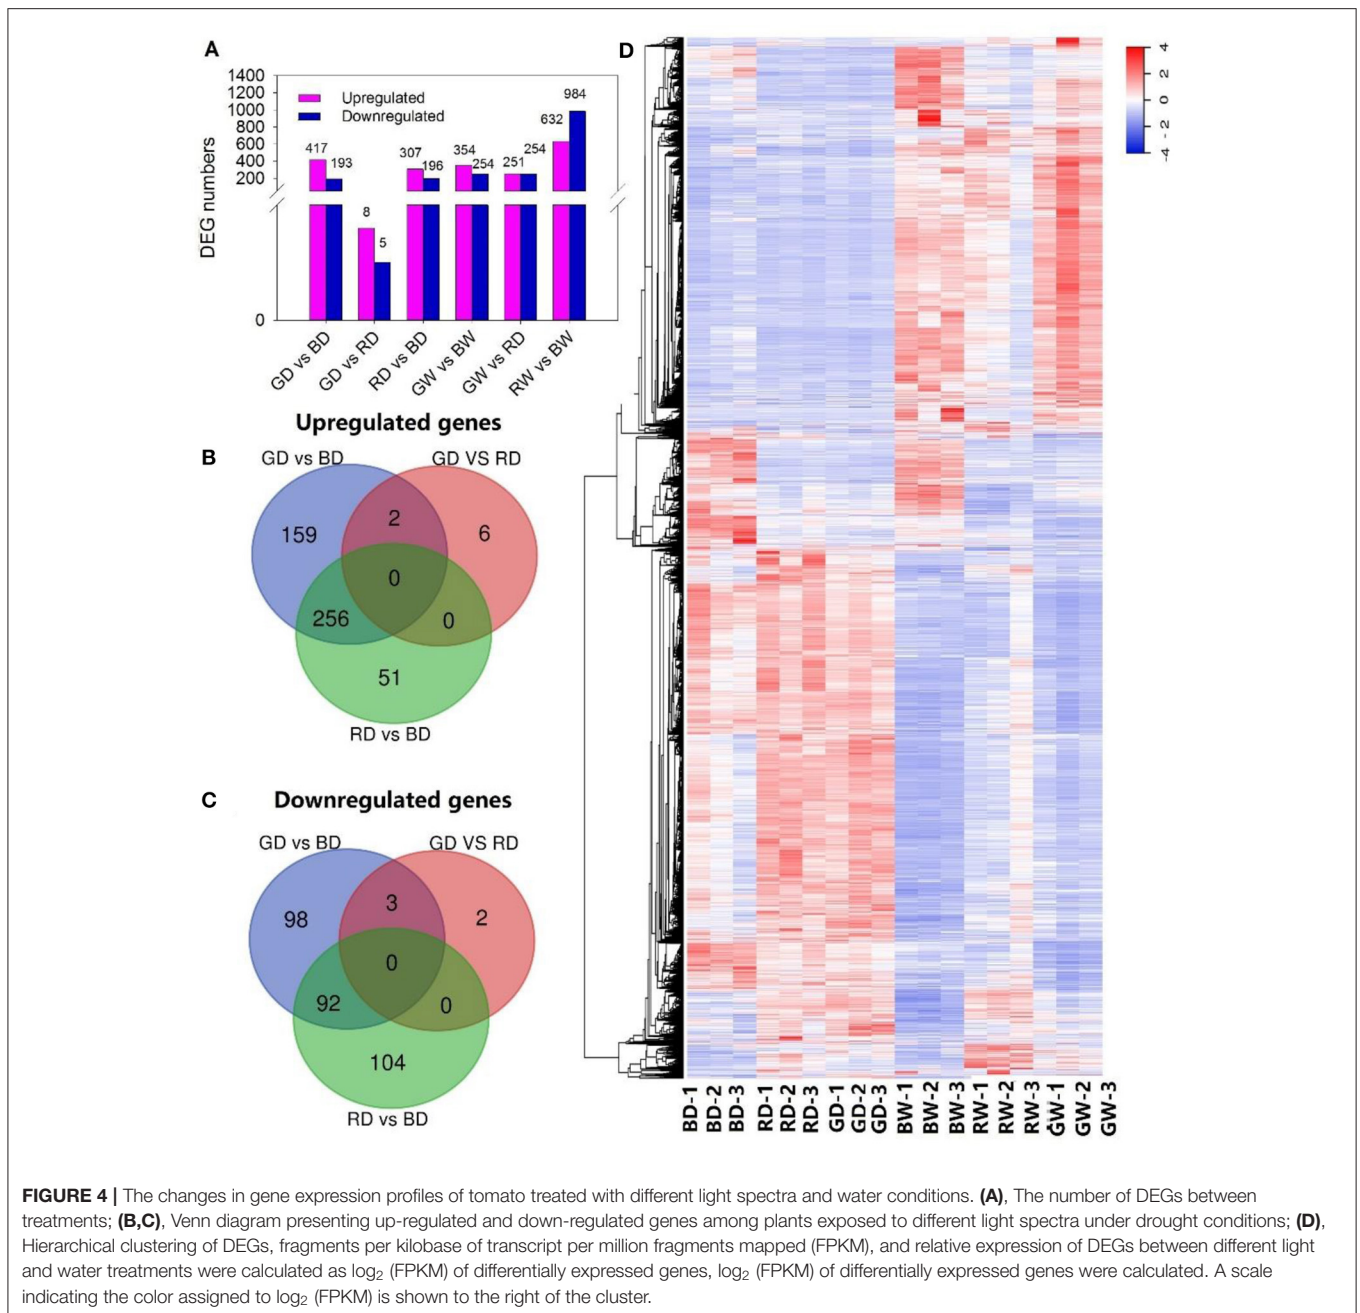 A
1400
1200
1000
800
600
400
200
0
DEG numbers
Upregulated
Downregulated
417
193
8
5
307
196
354
254
251
254
632
984
GD vs BD
GD vs RD
RD vs BD
GW vs BW
GW vs RD
RW vs BW
Upregulated genes
B
GD vs BD
GD VS RD
159
2
6
0
256
0
51
RD vs BD
C
Downregulated genes
GD vs BD
GD VS RD
98
3
2
0
92
0
104
RD vs BD
D
4
2
0
-2
-4
BD-1
BD-2
BD-3
RD-1
RD-2
RD-3
GD-1
GD-2
GD-3
BW-1
BW-2
BW-3
RW-1
RW-2
RW-3
GW-1
GW-2
GW-3
FIGURE 4 | The changes in gene expression profiles of tomato treated with different light spectra and water conditions. (A), The number of DEGs between
treatments; (B,C), Venn diagram presenting up-regulated and down-regulated genes among plants exposed to different light spectra under drought conditions; (D),
Hierarchical clustering of DEGs, fragments per kilobase of transcript per million fragments mapped (FPKM), and relative expression of DEGs between different light
and water treatments were calculated as log₂ (FPKM) of differentially expressed genes, log₂ (FPKM) of differentially expressed genes were calculated. A scale
indicating the color assigned to log₂ (FPKM) is shown to the right of the cluster.